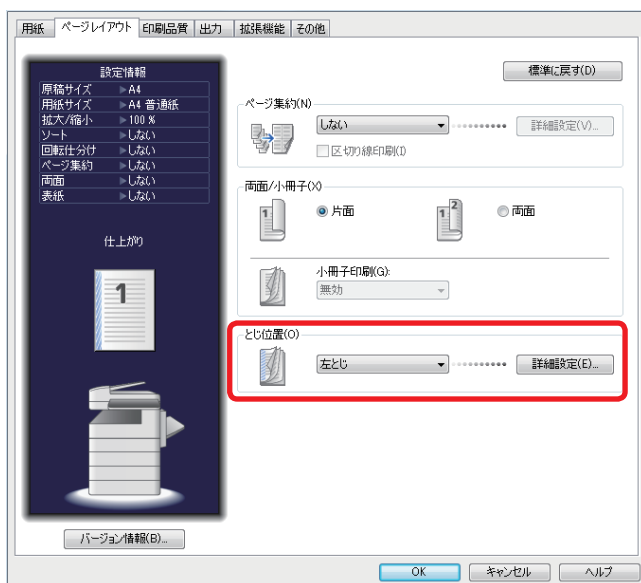 用紙 ページレイアウト 印刷品質 出力 拡張機能 その他
設定情報
原稿サイズ ▶A4
用紙サイズ ▶A4 普通紙
拡大/縮小 ▶100 %
ソート ▶しない
回転仕分け ▶しない
ページ集約 ▶しない
両面 ▶しない
表紙 ▶しない
仕上がり
1
バージョン情報(B)...
標準に戻す(D)
ページ集約(N)
しない 詳細設定(V)...
区切り線印刷(I)
両面/小冊子(X)
1 片面 1 2 両面
小冊子印刷(G):
無効
とじ位置(O)
左とじ 詳細設定(E)...
OK キャンセル ヘルプ